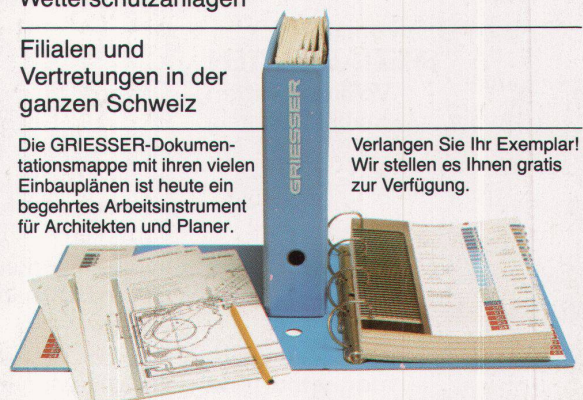 Wetterschutzanlagen
Filialen und
Vertretungen in der
ganzen Schweiz
Die GRIESSER-Dokumen-
tationsmappe mit ihren vielen
Einbauplänen ist heute ein
begehrtes Arbeitsinstrument
für Architekten und Planer.
GRIESSER
Verlangen Sie Ihr Exemplar!
Wir stellen es Ihnen gratis
zur Verfügung.